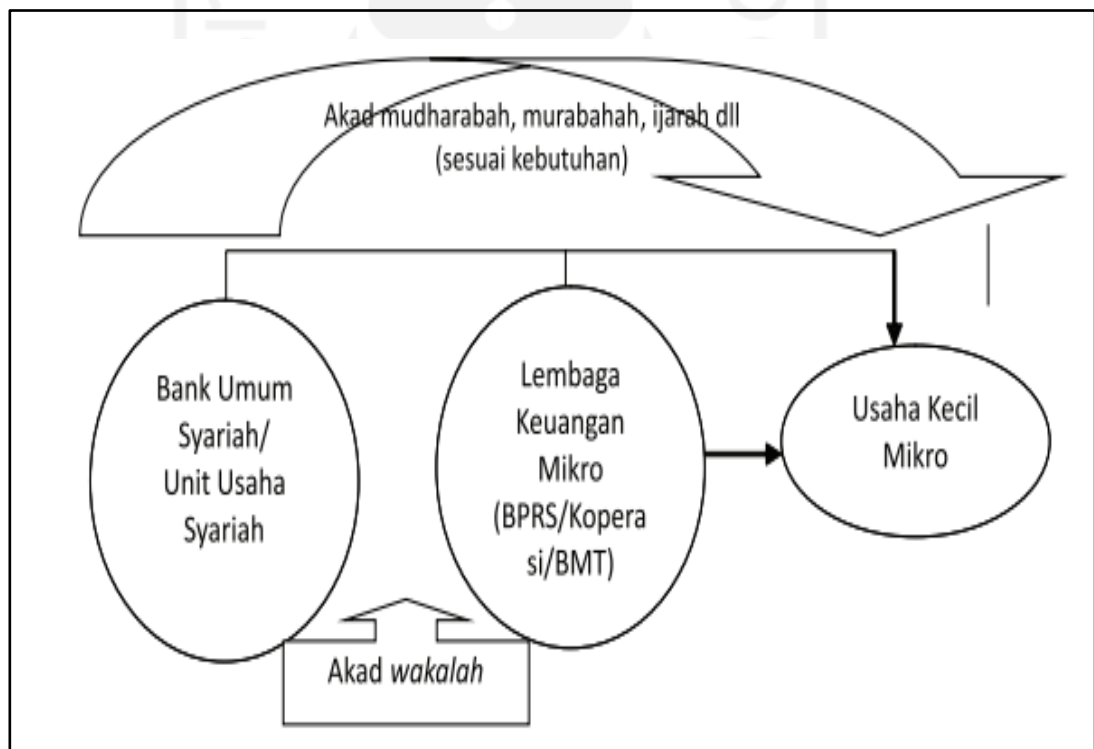 Akad mudharabah, murabahah, ijarah dll
(sesuai kebutuhan)
Bank Umum
Syariah/
Unit Usaha
Syariah
Lembaga
Keuangan
Mikro
(BPRS/Kopera
si/BMT)
Usaha Kecil
Mikro
Akad wakalah